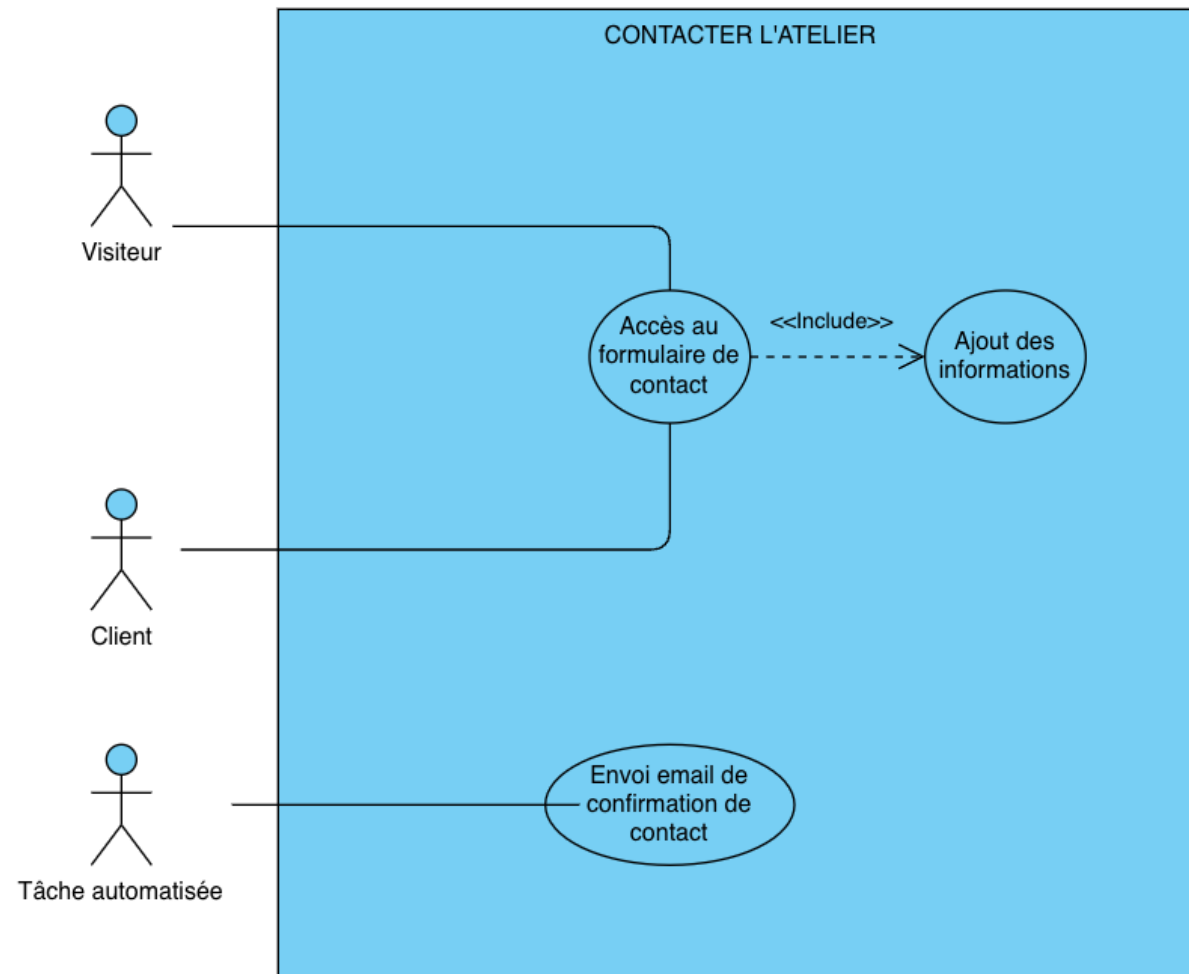 CONTACTER L'ATELIER
Visiteur
Accès au
formulaire de
contact
<<Include>>
Ajout des
informations
Client
Envoi email de
confirmation de
contact
Tâche automatisée